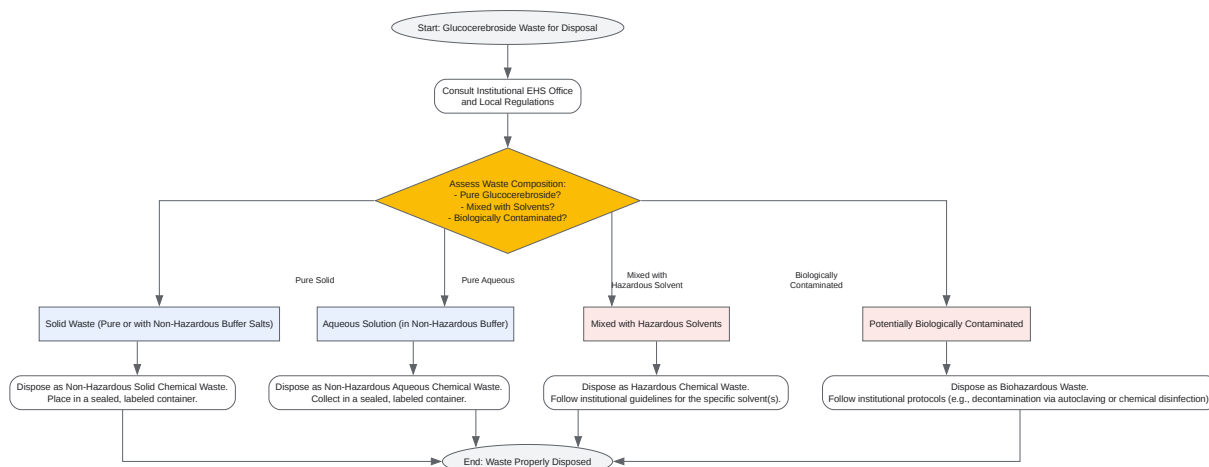 Start: Glucocerebroside Waste for Disposal
Consult Institutional EHS Office
and Local Regulations
Assess Waste Composition:
- Pure Glucocerebroside?
- Mixed with Solvents?
- Biologically Contaminated?
Pure Solid
Pure Aqueous
Mixed with
Hazardous Solvent
Biologically
Contaminated
Solid Waste (Pure or with Non-Hazardous Buffer Salts)
Aqueous Solution (in Non-Hazardous Buffer)
Mixed with Hazardous Solvents
Potentially Biologically Contaminated
Dispose as Non-Hazardous Solid Chemical Waste.
Place in a sealed, labeled container.
Dispose as Non-Hazardous Aqueous Chemical Waste.
Collect in a sealed, labeled container.
Dispose as Hazardous Chemical Waste.
Follow institutional guidelines for the specific solvent(s).
Dispose as Biohazardous Waste.
Follow institutional protocols (e.g., decontamination via autoclaving or chemical disinfection)
End: Waste Properly Disposed